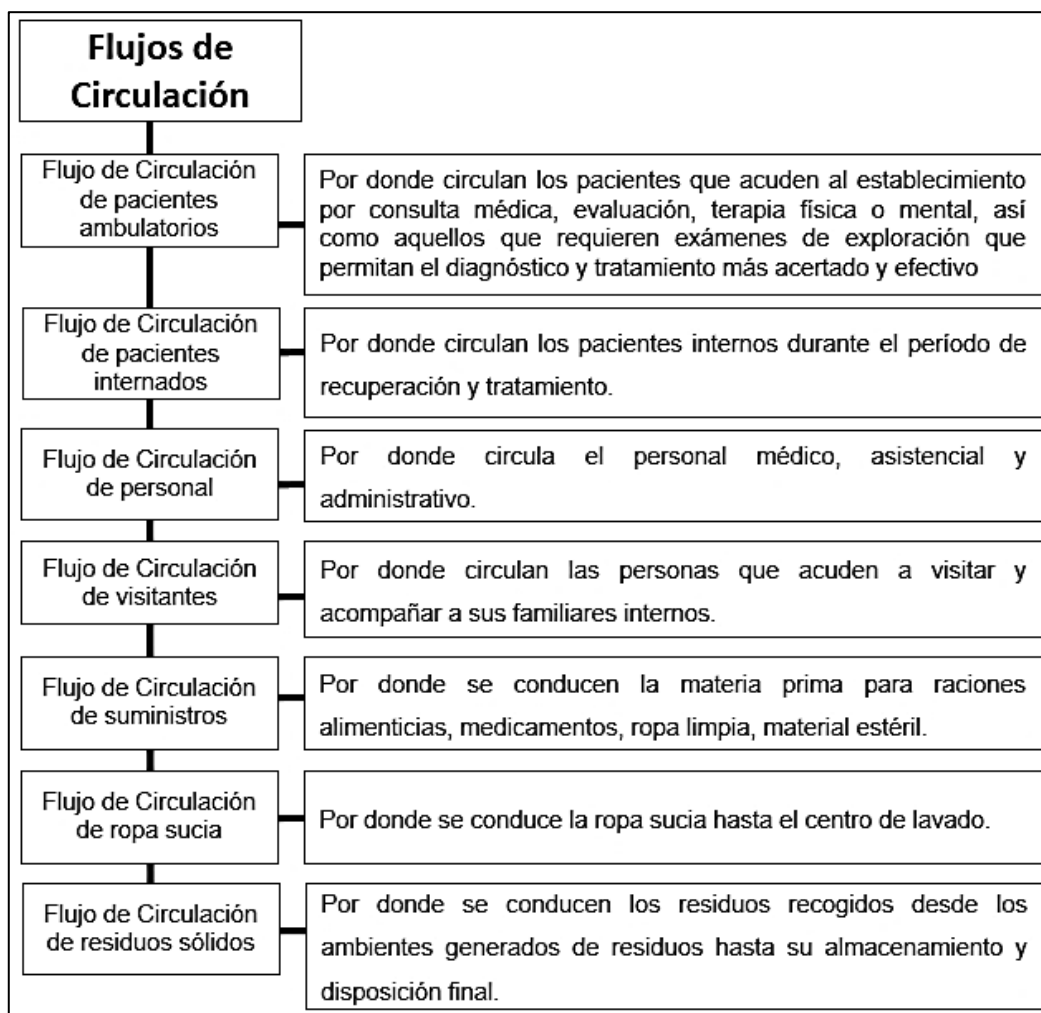 Flujos de
Circulación
Flujo de Circulación
de pacientes
ambulatorios
Por donde circulan los pacientes que acuden al establecimiento
por consulta médica, evaluación, terapia física o mental, así
como aquellos que requieren exámenes de exploración que
permitan el diagnóstico y tratamiento más acertado y efectivo
Flujo de Circulación
de pacientes
internados
Por donde circulan los pacientes internos durante el período de
recuperación y tratamiento.
Flujo de Circulación
de personal
Por donde circula el personal médico, asistencial y
administrativo.
Flujo de Circulación
de visitantes
Por donde circulan las personas que acuden a visitar y
acompañar a sus familiares internos.
Flujo de Circulación
de suministros
Por donde se conducen la materia prima para raciones
alimenticias, medicamentos, ropa limpia, material estéril.
Flujo de Circulación
de ropa sucia
Por donde se conduce la ropa sucia hasta el centro de lavado.
Flujo de Circulación
de residuos sólidos
Por donde se conducen los residuos recogidos desde los
ambientes generados de residuos hasta su almacenamiento y
disposición final.